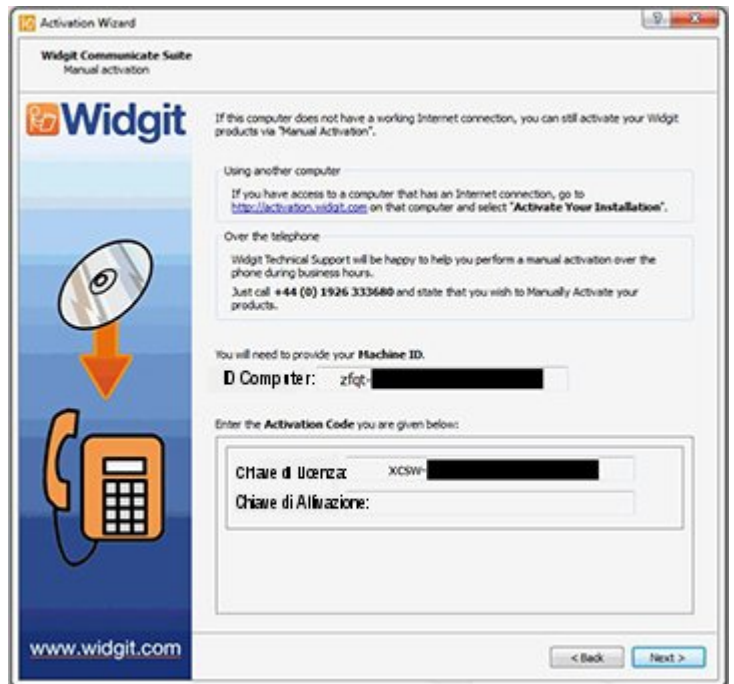 Activation Wizard
Widgit Communicate Suite
Manual activation
Widgit
If this computer does not have a working Internet connection, you can still activate your Widgit
products via "Manual Activation".
Using another computer
If you have access to a computer that has an Internet connection, go to
http://activation.widgit.com on that computer and select "Activate Your Installation".
Over the telephone
Widgit Technical Support will be happy to help you perform a manual activation over the
phone during business hours.
Just call +44 (0) 1926 333680 and state that you wish to Manually Activate your
products.
You will need to provide your Machine ID.
ID Computer: zfqt-
Enter the Activation Code you are given below:
Chiave di Licenza: xcsw-
Chiave di Attivazione:
www.widgit.com
< Back
Next >